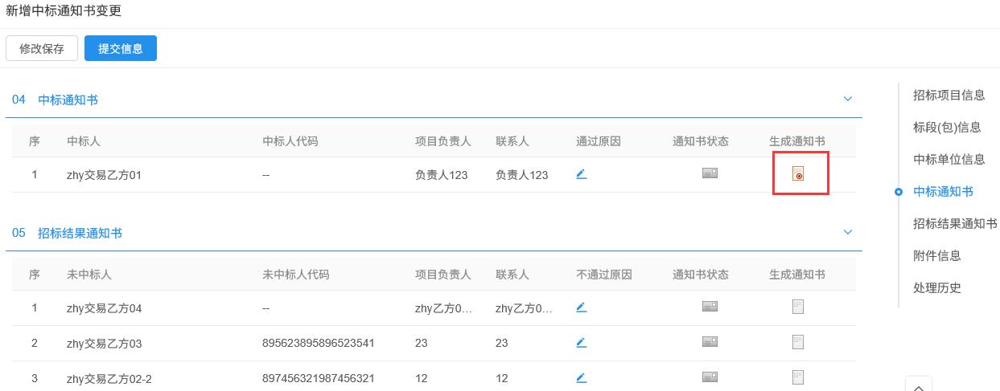 新增中标通知书变更
修改保存 提交信息
04 中标通知书
序 中标人 中标人代码 项目负责人 联系人 通过原因 通知书状态 生成通知书
1 zhy交易乙方01 -- 负责人123 负责人123
05 招标结果通知书
序 未中标人 未中标人代码 项目负责人 联系人 不通过原因 通知书状态 生成通知书
1 zhy交易乙方04 -- zhy乙方0... zhy乙方0...
2 zhy交易乙方03 895623895896523541 23 23
3 zhy交易乙方02-2 897456321987456321 12 12
招标项目信息
标段(包)信息
中标单位信息
中标通知书
招标结果通知书
附件信息
处理历史